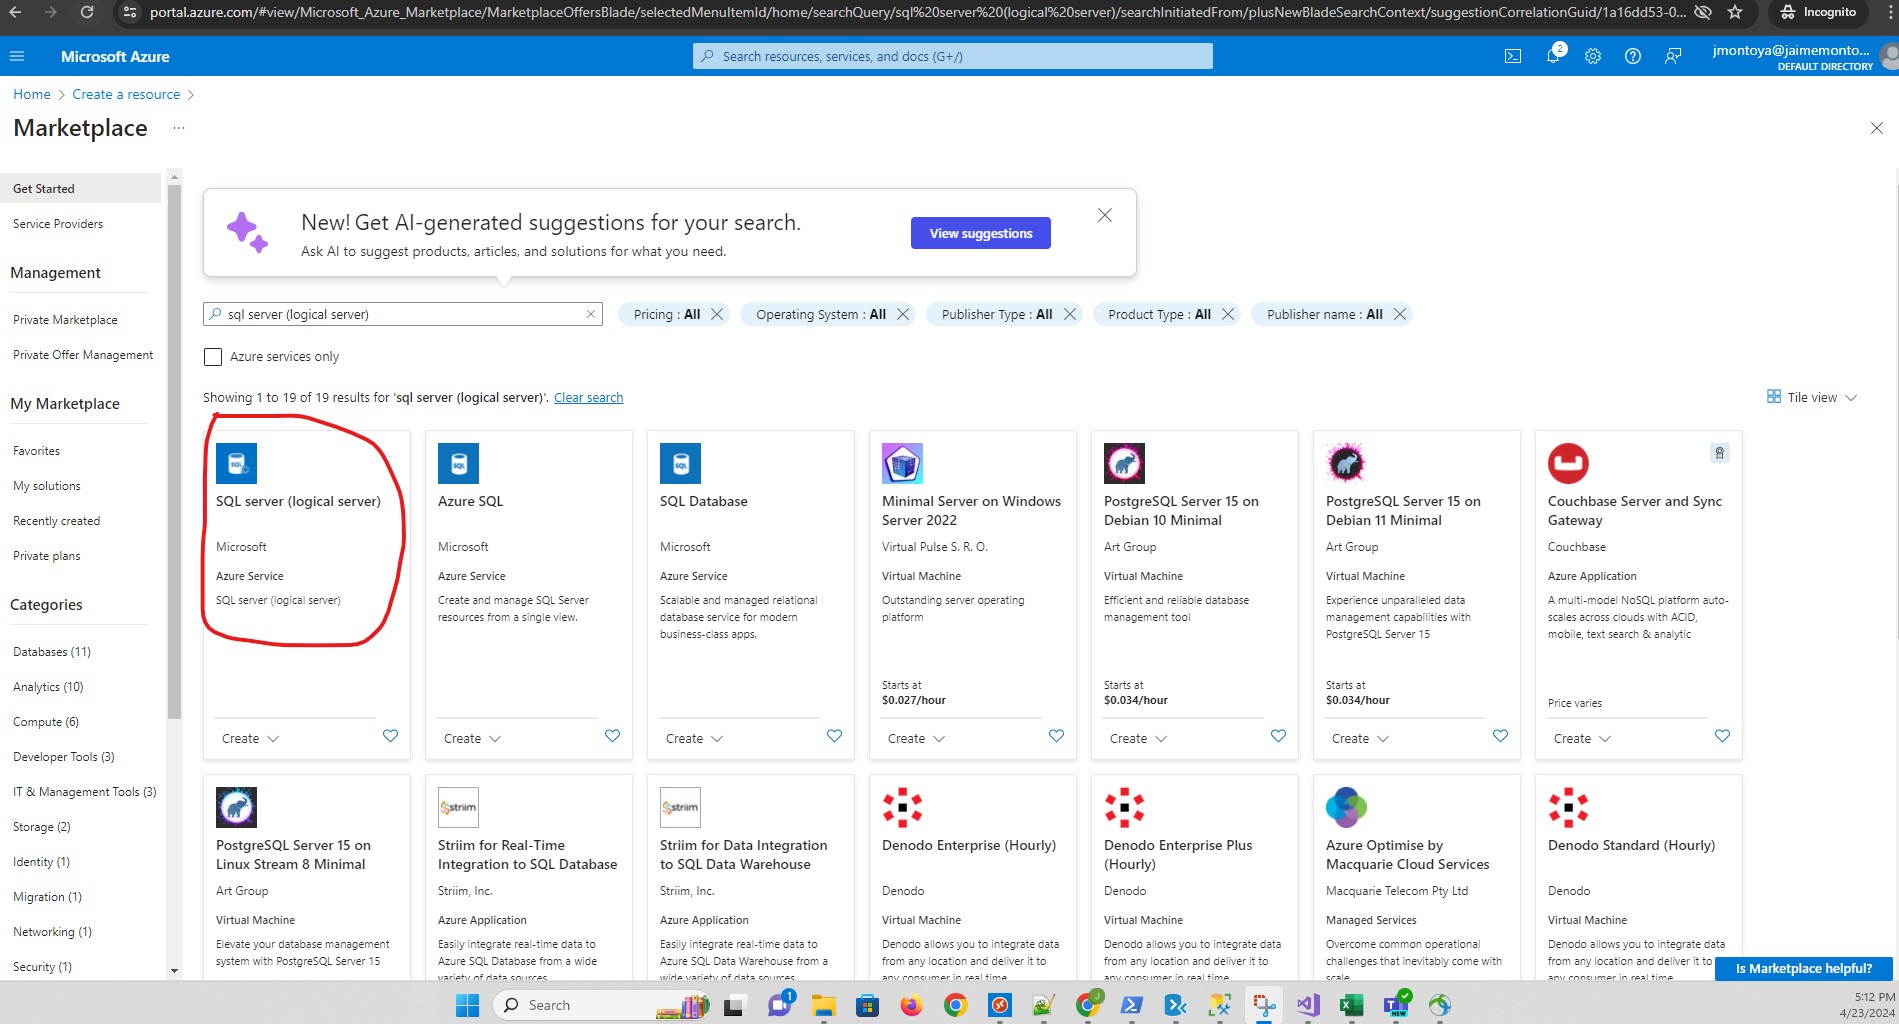 portal.azure.com/#view/Microsoft_Azure_Marketplace/MarketplaceOffersBlade/selectedMenuItemId/home/searchQuery/sql%20server%20(logical%20server)/searchInitiatedFrom/plusNewBladeSearchContext/suggestionCorrelationGuid/1a16dd53-0...
Incognito
Microsoft Azure
Search resources, services, and docs (G+/)
2
jmontoya@jaimemonto...
DEFAULT DIRECTORY
Home > Create a resource >
Marketplace ...
Get Started
Service Providers
Management
Private Marketplace
Private Offer Management
My Marketplace
Favorites
My solutions
Recently created
Private plans
Categories
Databases (11)
Analytics (10)
Compute (6)
Developer Tools (3)
IT & Management Tools (3)
Storage (2)
Identity (1)
Migration (1)
Networking (1)
Security (1)
New! Get AI-generated suggestions for your search.
Ask AI to suggest products, articles, and solutions for what you need.
View suggestions
sql server (logical server)
Pricing : All
Operating System : All
Publisher Type : All
Product Type : All
Publisher name : All
Azure services only
Showing 1 to 19 of 19 results for 'sql server (logical server)'. Clear search
Tile view
SQL
SQL server (logical server)
Microsoft
Azure Service
SQL server (logical server)
Create
SQL
Azure SQL
Microsoft
Azure Service
Create and manage SQL Server
resources from a single view.
Create
SQL
SQL Database
Microsoft
Azure Service
Scalable and managed relational
database service for modern
business-class apps.
Create
Minimal Server on Windows
Server 2022
Virtual Pulse S. R. O.
Virtual Machine
Outstanding server operating
platform
Starts at
$0.027/hour
Create
PostgreSQL Server 15 on
Debian 10 Minimal
Art Group
Virtual Machine
Efficient and reliable database
management tool
Starts at
$0.034/hour
Create
PostgreSQL Server 15 on
Debian 11 Minimal
Art Group
Virtual Machine
Experience unparalleled data
management capabilities with
PostgreSQL Server 15
Starts at
$0.034/hour
Create
Couchbase Server and Sync
Gateway
Couchbase
Azure Application
A multi-model NoSQL platform auto-
scales across clouds with ACID,
mobile, text search & analytic
Price varies
Create
PostgreSQL Server 15 on
Linux Stream 8 Minimal
Art Group
Virtual Machine
Elevate your database management
system with PostgreSQL Server 15
Striim
Striim for Real-Time
Integration to SQL Database
Striim, Inc.
Azure Application
Easily integrate real-time data to
Azure SQL Database from a wide
variety of data sources
Striim
Striim for Data Integration
to SQL Data Warehouse
Striim, Inc.
Azure Application
Easily integrate real-time data to
Azure SQL Data Warehouse from a
wide variety of data sources
Denodo Enterprise (Hourly)
Denodo
Virtual Machine
Denodo allows you to integrate data
from any location and deliver it to
any consumer in real time
Denodo Enterprise Plus
(Hourly)
Denodo
Virtual Machine
Denodo allows you to integrate data
from any location and deliver it to
any consumer in real time
Azure Optimise by
Macquarie Cloud Services
Macquarie Telecom Pty Ltd
Managed Services
Overcome common operational
challenges that inevitably come with
scale
Denodo Standard (Hourly)
Denodo
Virtual Machine
Denodo allows you to integrate data
from any location and deliver it to
any consumer in real time
Is Marketplace helpful?
Search
1
J
NEW
5:12 PM
4/23/2024